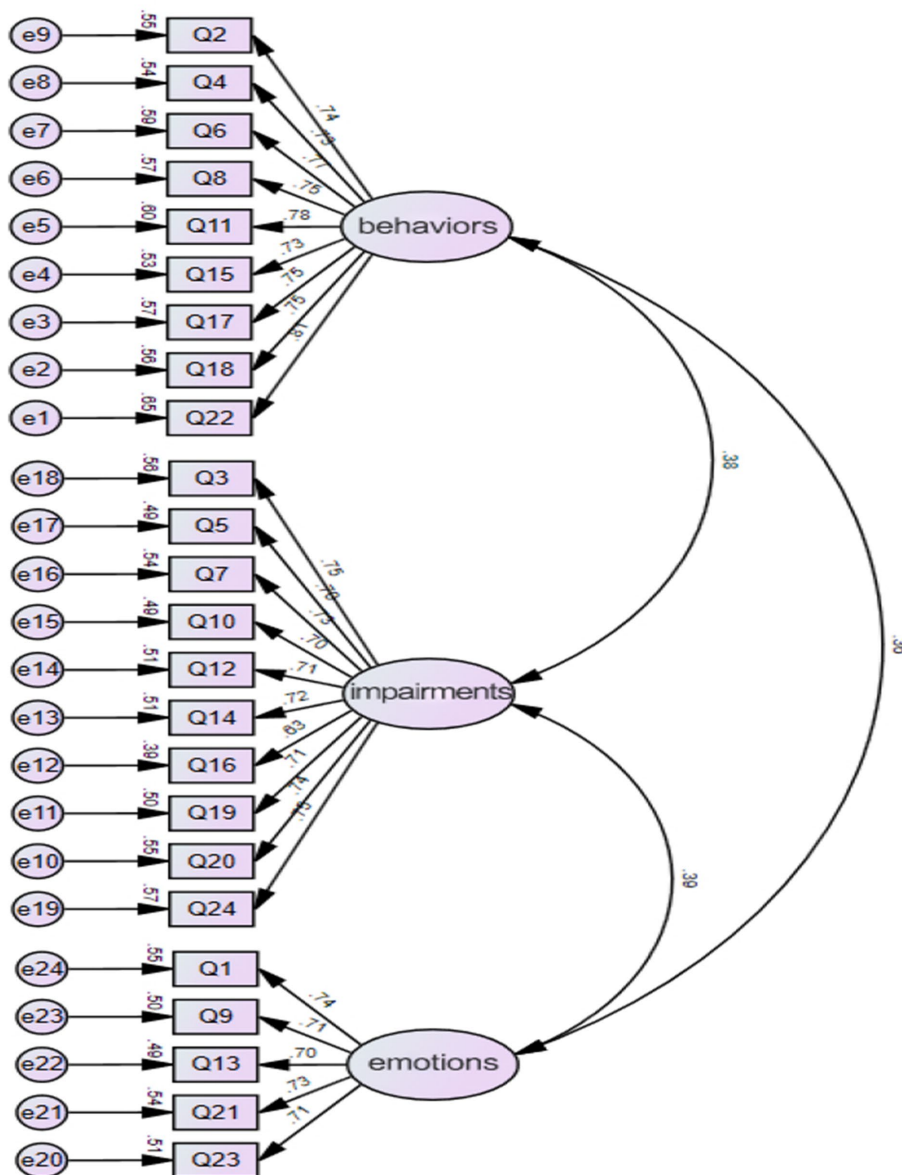 e9 .55 Q2 .74
e8 .54 Q4 .73
e7 .59 Q6 .77
e6 .57 Q8 .75
e5 .60 Q11 .78
behaviors
e4 .53 Q15 .73
e3 .57 Q17 .75
e2 .56 Q18 .75
e1 .65 Q22 .81
.38
e18 .56 Q3 .75
e17 .49 Q5 .70
e16 .54 Q7 .73
e15 .49 Q10 .70
e14 .51 Q12 .71
impairments
e13 .51 Q14 .72
e12 .39 Q16 .63
e11 .50 Q19 .71
e10 .55 Q20 .74
e19 .57 Q24
.39
e24 .55 Q1 .74
e23 .50 Q9 .71
e22 .49 Q13 .70
emotions
e21 .54 Q21 .73
e20 .51 Q23 .71